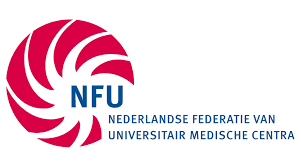 NFU
NEDERLANDSE FEDERATIE VAN
UNIVERSITAIR MEDISCHE CENTRA